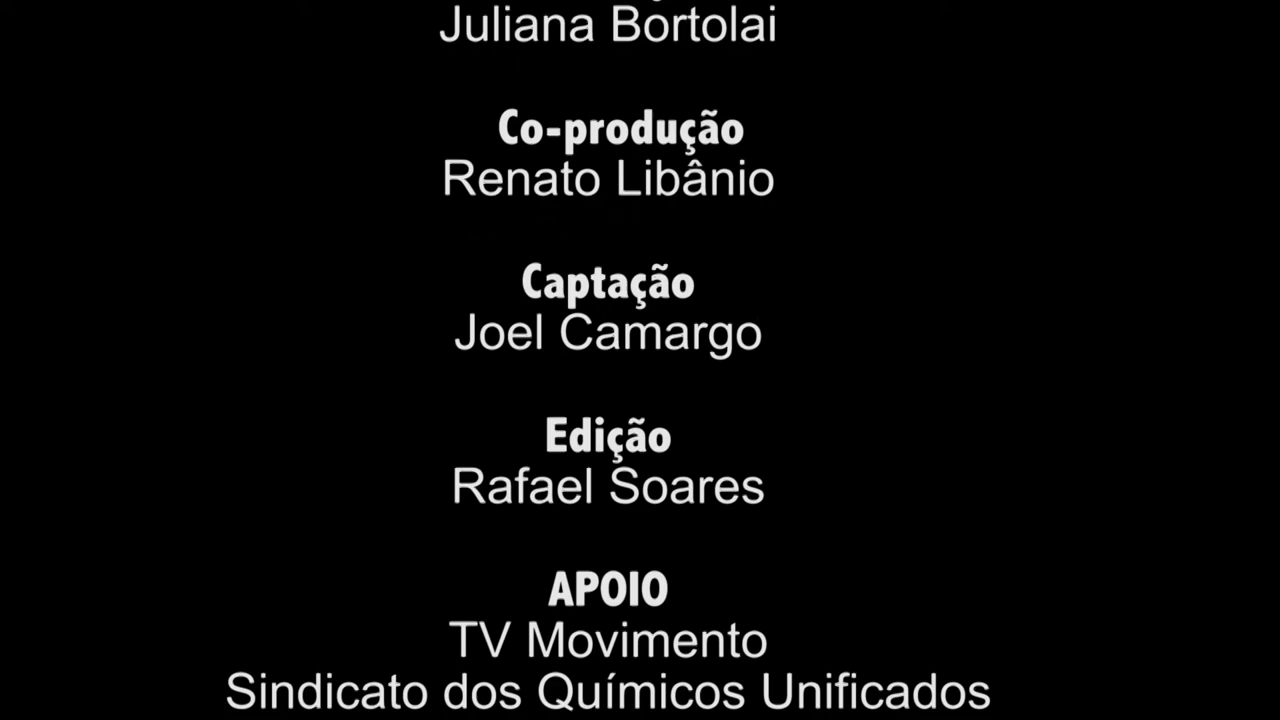 Juliana Bortolai
Co-produção
Renato Libânio
Captação
Joel Camargo
Edição
Rafael Soares
APOIO
TV Movimento
Sindicato dos Químicos Unificados